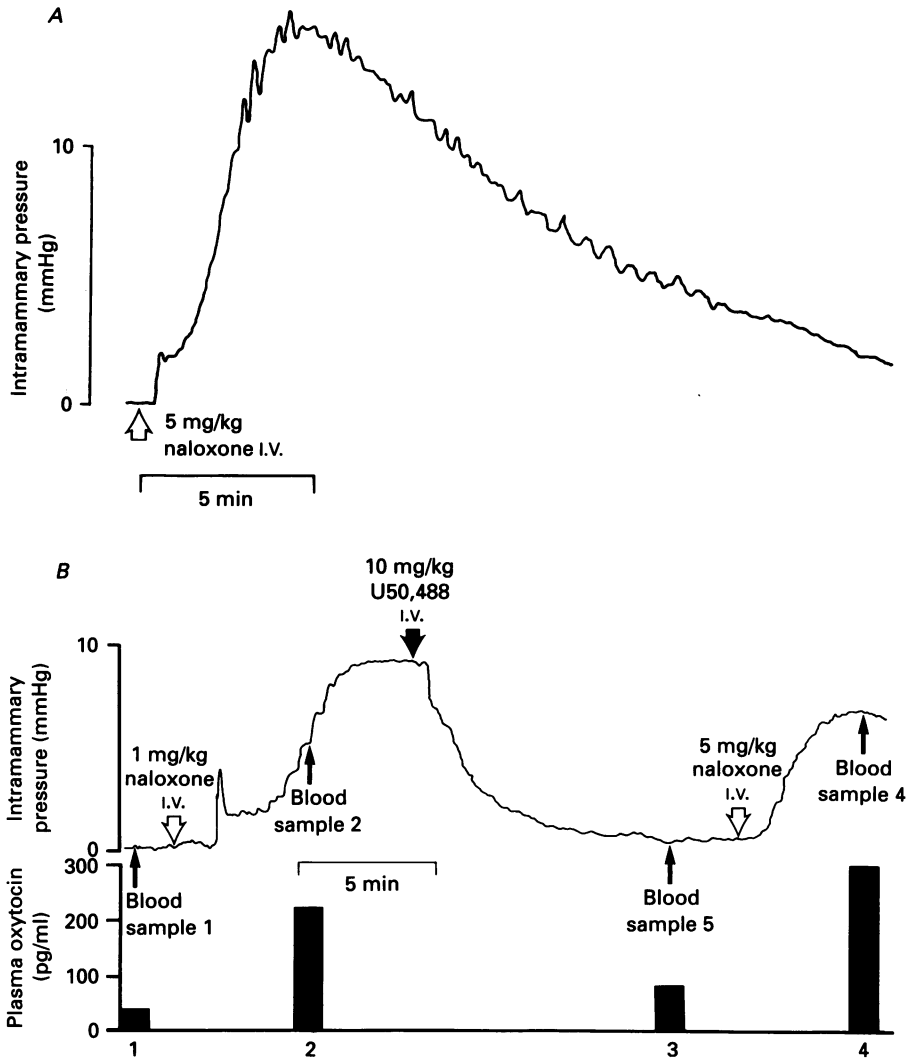 A
10
0
Intramammary pressure
(mmHg)
5 mg/kg
naloxone I.V.
5 min
B
10 mg/kg
U50,488
I.V.
10
0
Intramammary
pressure (mmHg)
1 mg/kg
naloxone
I.V.
Blood
sample 2
5 mg/kg
naloxone
I.V.
Blood
sample 4
5 min
Blood
sample 1
Blood
sample 5
300
200
100
0
Plasma oxytocin
(pg/ml)
1
2
3
4